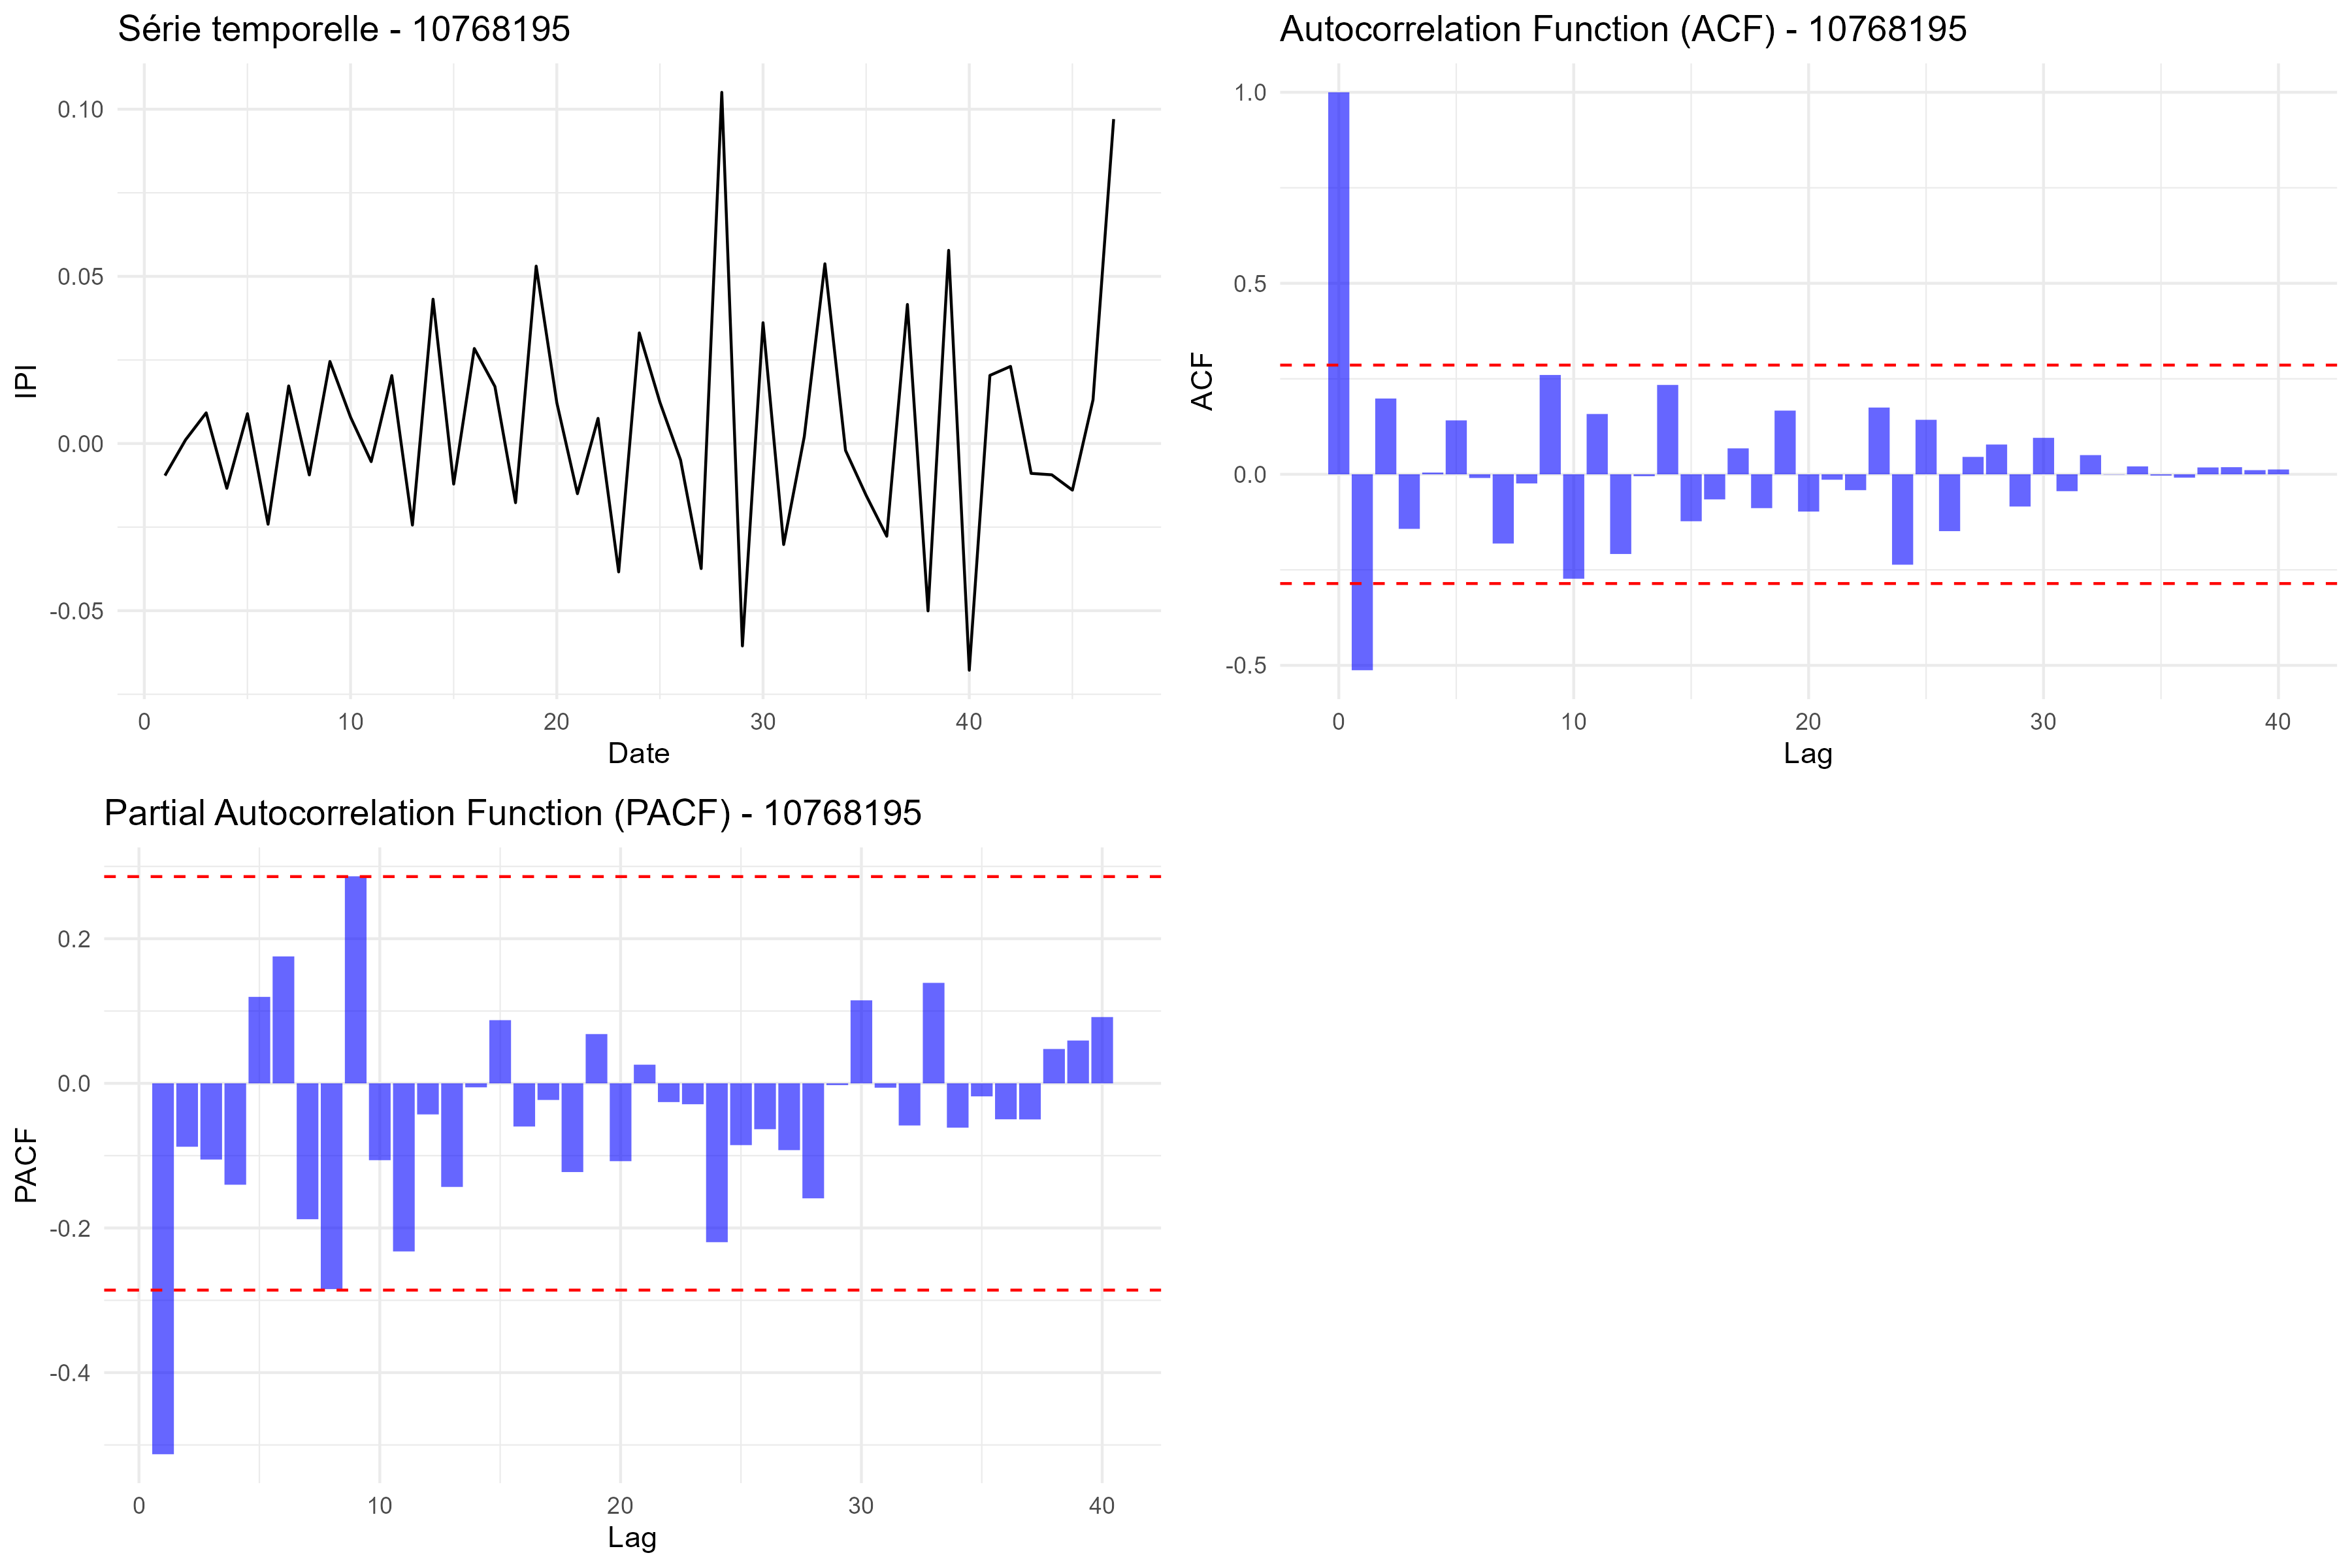 Série temporelle - 10768195
IPI
0.10
0.05
0.00
-0.05
0 10 20 30 40
Date
Autocorrelation Function (ACF) - 10768195
ACF
1.0
0.5
0.0
-0.5
0 10 20 30 40
Lag
Partial Autocorrelation Function (PACF) - 10768195
PACF
0.2
0.0
-0.2
-0.4
0 10 20 30 40
Lag